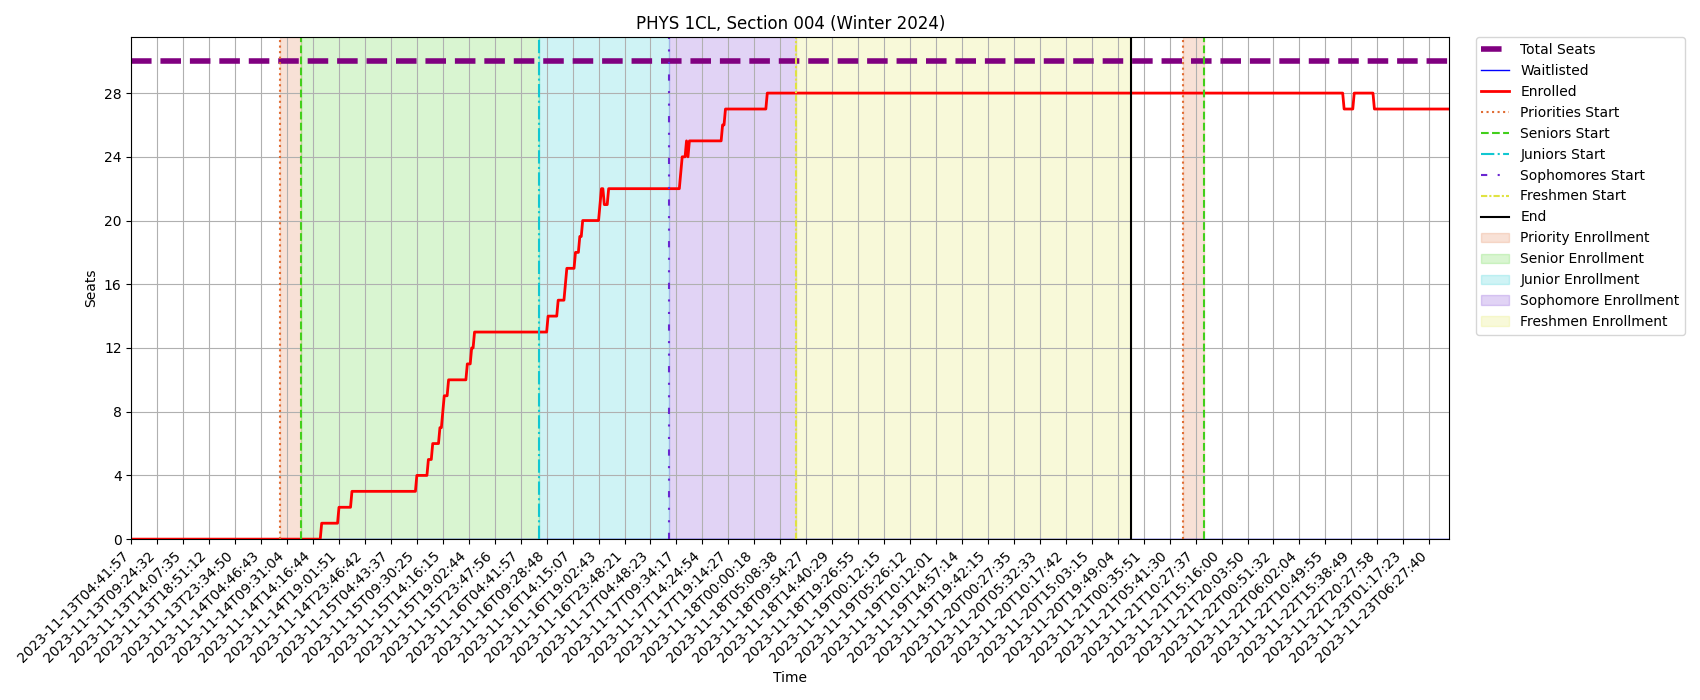 PHYS 1CL, Section 004 (Winter 2024)
Seats
28
24
20
16
12
8
4
0
2023-11-13T04:41:57
2023-11-13T09:24:32
2023-11-13T14:07:35
2023-11-13T18:51:12
2023-11-13T23:34:50
2023-11-14T04:46:43
2023-11-14T09:31:04
2023-11-14T14:16:44
2023-11-14T19:01:51
2023-11-14T23:46:42
2023-11-15T04:43:37
2023-11-15T09:30:25
2023-11-15T14:16:15
2023-11-15T19:02:44
2023-11-15T23:47:56
2023-11-16T04:41:57
2023-11-16T09:28:48
2023-11-16T14:15:07
2023-11-16T19:02:43
2023-11-16T23:48:21
2023-11-17T04:48:23
2023-11-17T09:34:17
2023-11-17T14:24:54
2023-11-17T19:14:27
2023-11-18T00:00:18
2023-11-18T05:08:38
2023-11-18T09:54:27
2023-11-18T14:40:29
2023-11-18T19:26:55
2023-11-19T00:12:15
2023-11-19T05:26:12
2023-11-19T10:12:01
2023-11-19T14:57:14
2023-11-19T19:42:15
2023-11-20T00:27:35
2023-11-20T05:32:33
2023-11-20T10:17:42
2023-11-20T15:03:15
2023-11-20T19:49:04
2023-11-21T00:35:51
2023-11-21T05:41:30
2023-11-21T10:27:37
2023-11-21T15:16:00
2023-11-21T20:03:50
2023-11-22T00:51:32
2023-11-22T06:02:04
2023-11-22T10:49:55
2023-11-22T15:38:49
2023-11-22T20:27:58
2023-11-23T01:17:23
2023-11-23T06:27:40
Time
Total Seats
Waitlisted
Enrolled
Priorities Start
Seniors Start
Juniors Start
Sophomores Start
Freshmen Start
End
Priority Enrollment
Senior Enrollment
Junior Enrollment
Sophomore Enrollment
Freshmen Enrollment